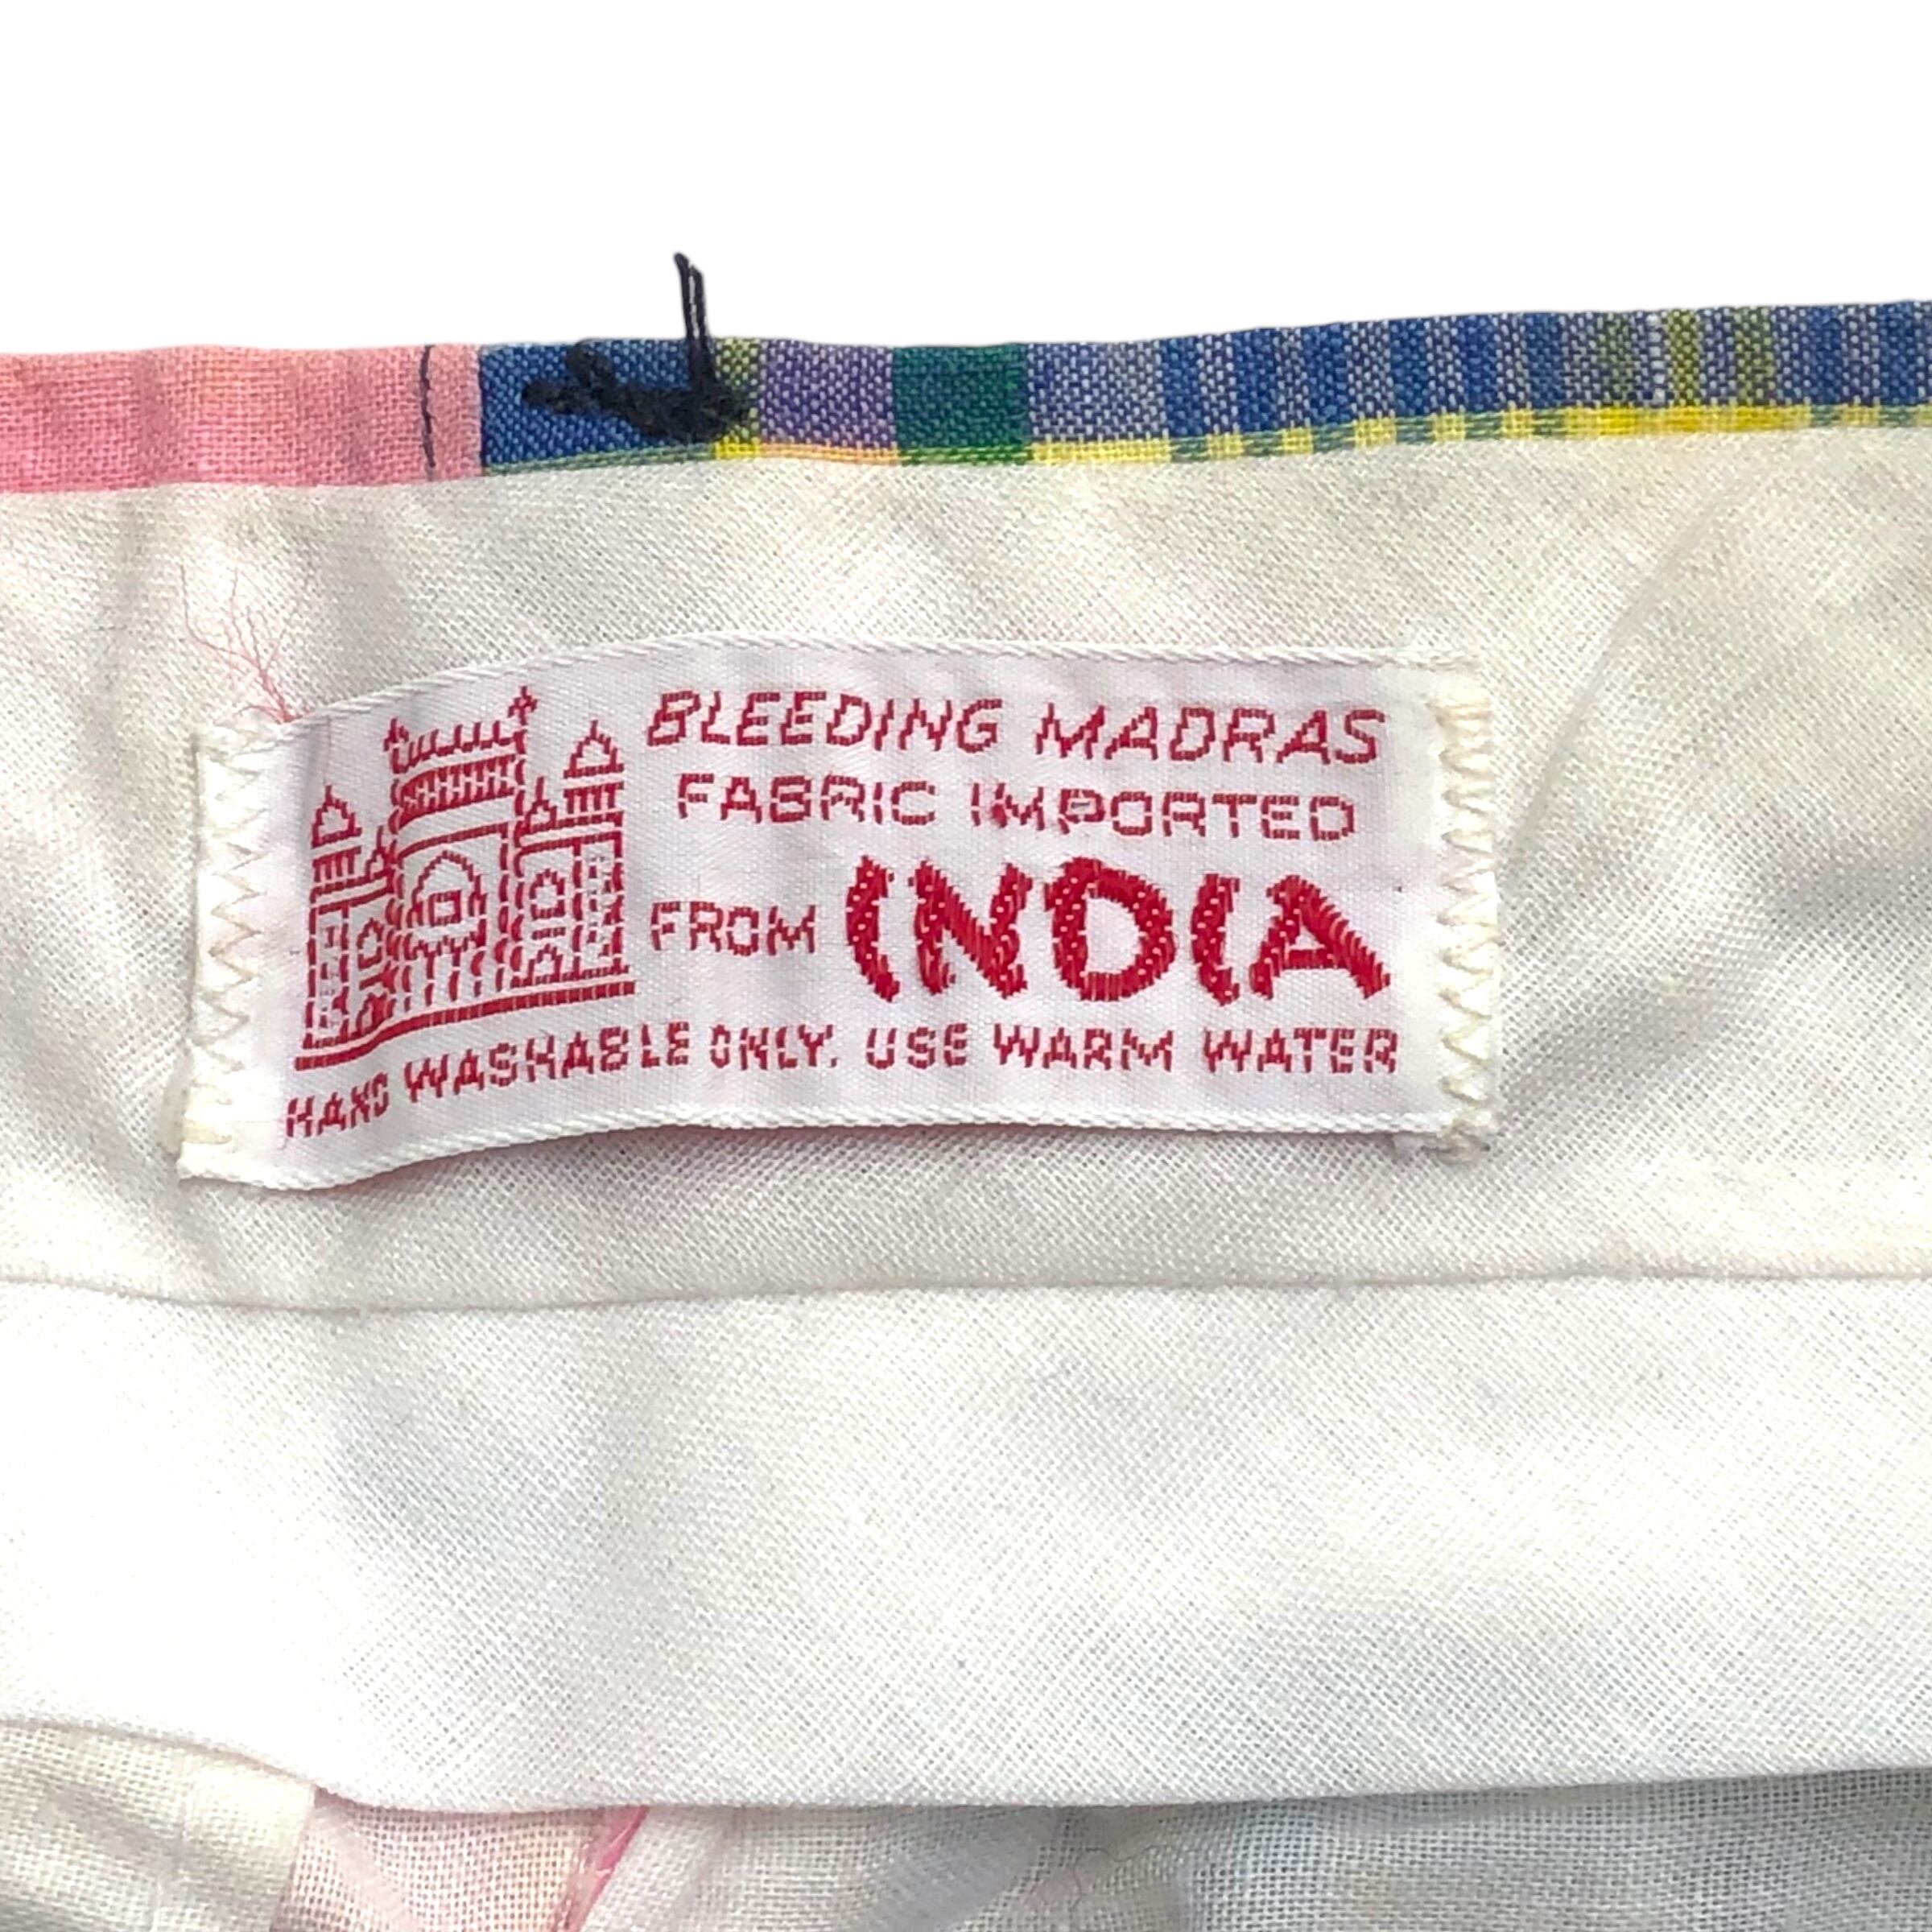 BLEEDING MADRAS
FABRIC IMPORTED
FROM INDIA
HAND WASHABLE ONLY. USE WARM WATER